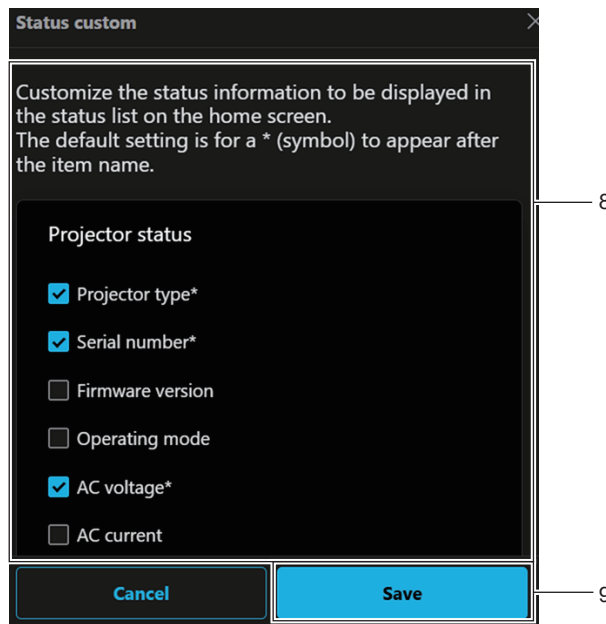 Status custom
Customize the status information to be displayed in
the status list on the home screen.
The default setting is for a * (symbol) to appear after
the item name.
8
Projector status
Projector type*
Serial number*
Firmware version
Operating mode
AC voltage*
AC current
Cancel
Save
9